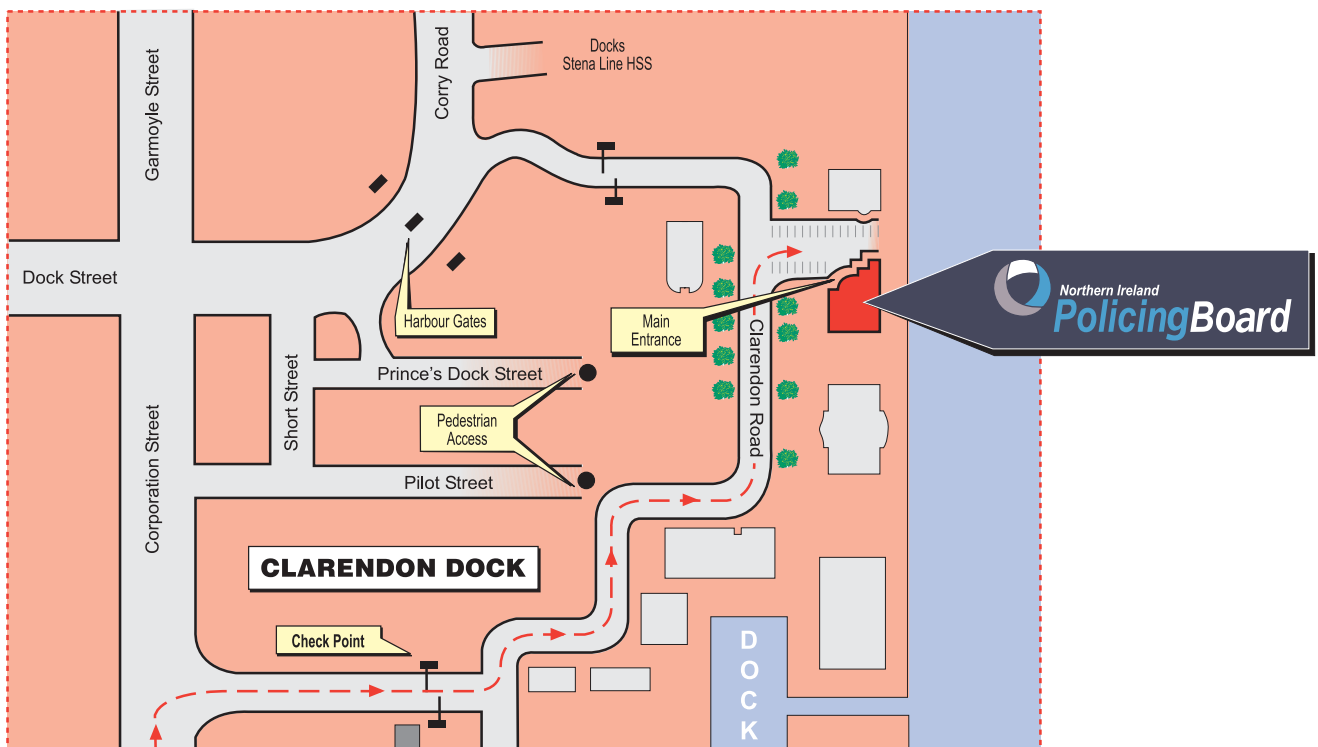 Garmoyle Street
Corry Road
Docks
Stena Line HSS
Dock Street
Harbour Gates
Main
Entrance
Northern Ireland
PolicingBoard
Clarendon Road
Prince's Dock Street
Short Street
Pedestrian
Access
Corporation Street
Pilot Street
CLARENDON DOCK
Check Point
DOCK